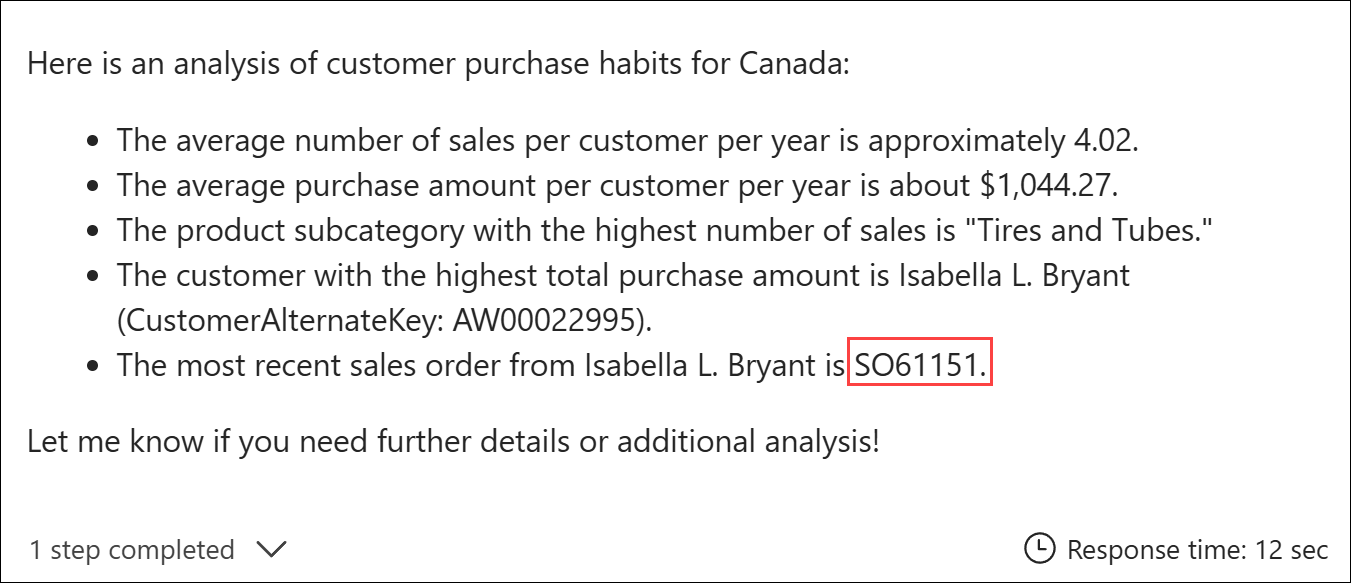 Here is an analysis of customer purchase habits for Canada:
• The average number of sales per customer per year is approximately 4.02.
• The average purchase amount per customer per year is about $1,044.27.
• The product subcategory with the highest number of sales is "Tires and Tubes."
• The customer with the highest total purchase amount is Isabella L. Bryant
(CustomerAlternateKey: AW00022995).
• The most recent sales order from Isabella L. Bryant is SO61151.
Let me know if you need further details or additional analysis!
1 step completed
Response time: 12 sec